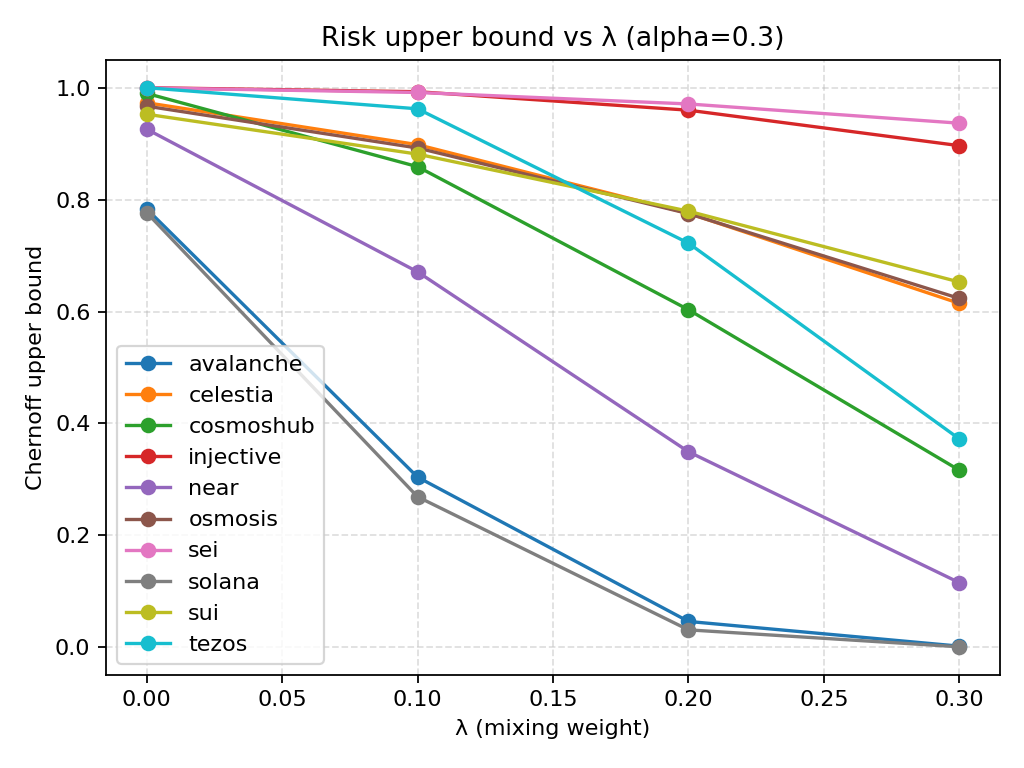 Risk upper bound vs λ (alpha=0.3)
Chernoff upper bound
1.0
0.8
0.6
0.4
0.2
0.0
avalanche
celestia
cosmoshub
injective
near
osmosis
sei
solana
sui
tezos
0.00 0.05 0.10 0.15 0.20 0.25 0.30
λ (mixing weight)